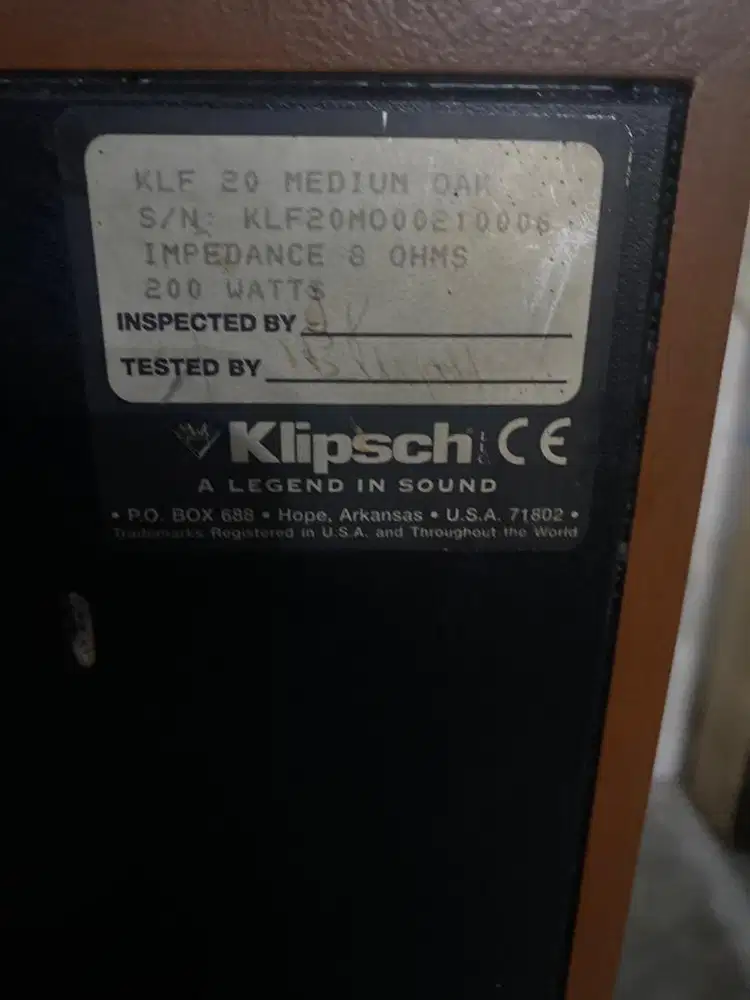 KLF 20 MEDIUM OAK
S/N: KLF20MO00210006
IMPEDANCE 8 OHMS
200 WATTS
INSPECTED BY
TESTED BY
Klipsch LLC CE
A LEGEND IN SOUND
• P.O. BOX 688 • Hope, Arkansas • U.S.A. 71802 •
Trademarks Registered in U.S.A. and Throughout the World